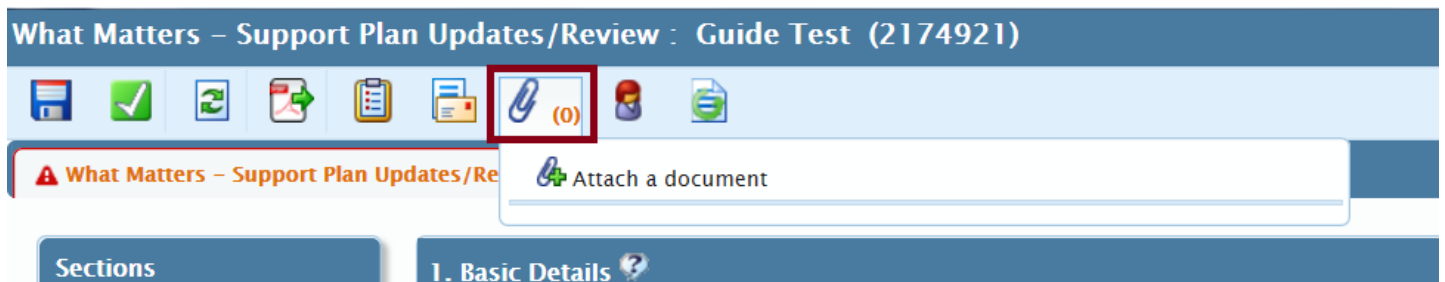 What Matters – Support Plan Updates/Review : Guide Test (2174921)
(0)
What Matters – Support Plan Updates/Re
Attach a document
Sections
1. Basic Details